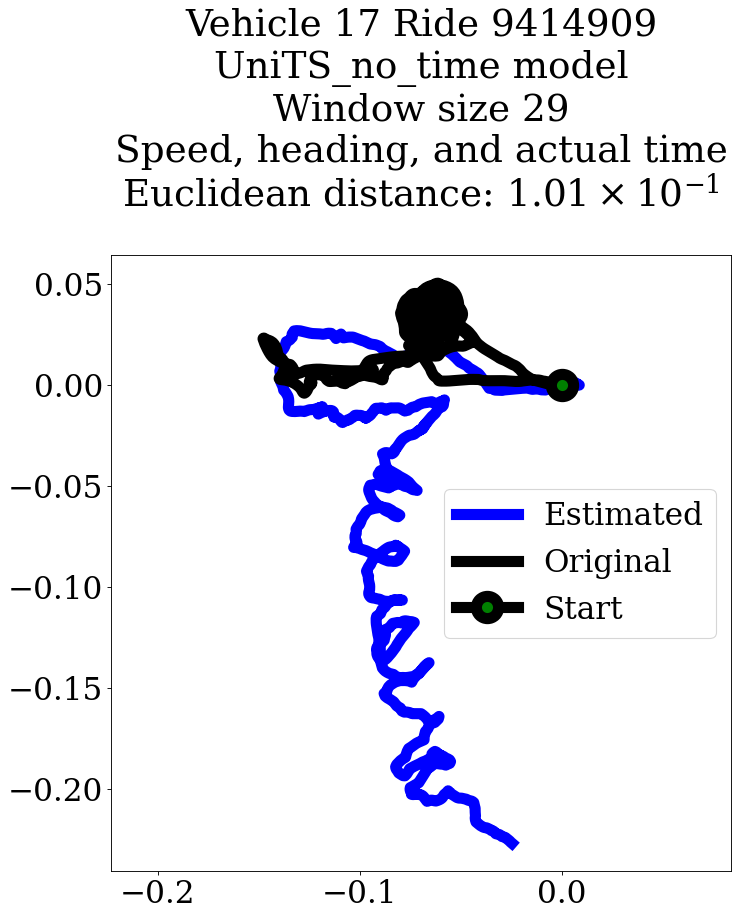 Vehicle 17 Ride 9414909
UniTS_no_time model
Window size 29
Speed, heading, and actual time
Euclidean distance: 1.01 × 10⁻¹
0.05
0.00
−0.05
−0.10
−0.15
−0.20
Estimated
Original
Start
−0.2
−0.1
0.0